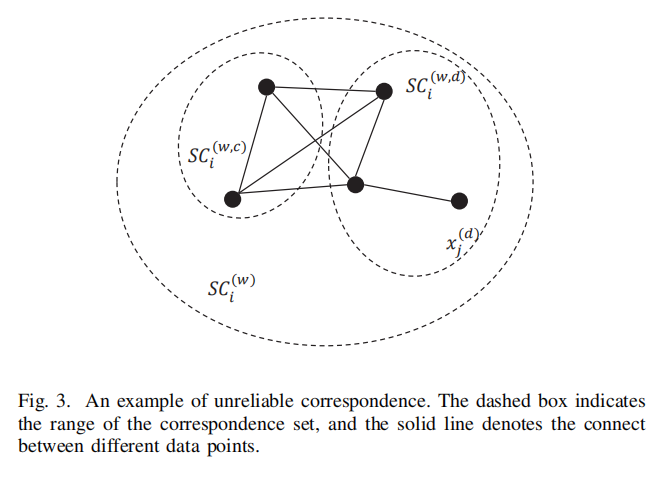 SC_i^(w,d)
SC_i^(w,c)
x_j^(d)
SC_i^(w)
Fig. 3. An example of unreliable correspondence. The dashed box indicates
the range of the correspondence set, and the solid line denotes the connect
between different data points.